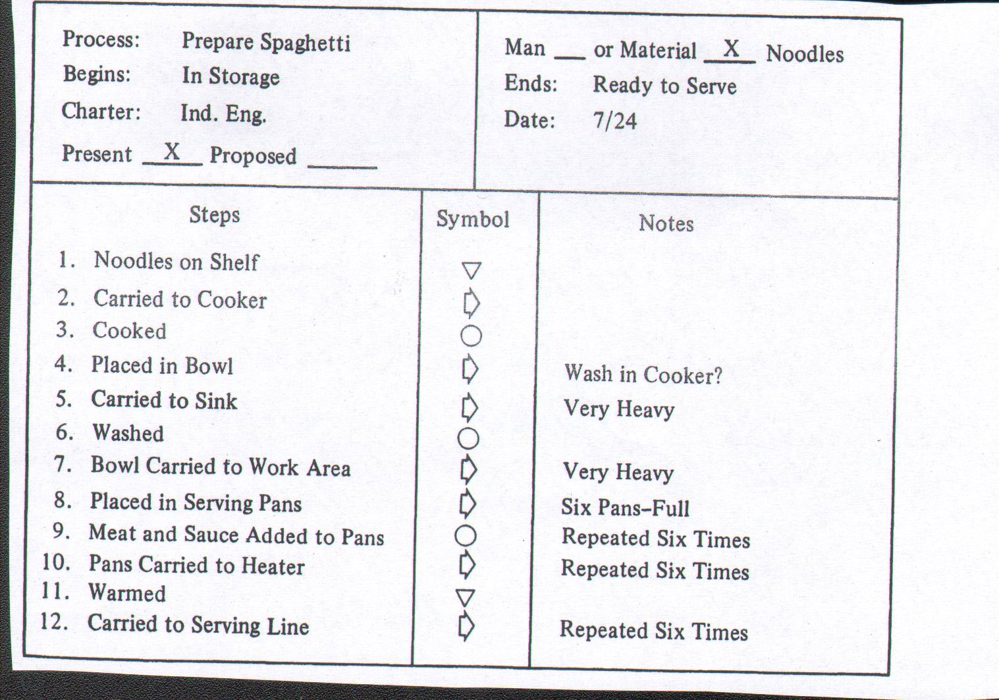 Process: Prepare Spaghetti
Begins: In Storage
Charter: Ind. Eng.
Present X Proposed
Man __ or Material X Noodles
Ends: Ready to Serve
Date: 7/24
Steps Symbol Notes
1. Noodles on Shelf
2. Carried to Cooker
3. Cooked
4. Placed in Bowl Wash in Cooker?
5. Carried to Sink Very Heavy
6. Washed
7. Bowl Carried to Work Area Very Heavy
8. Placed in Serving Pans Six Pans-Full
9. Meat and Sauce Added to Pans Repeated Six Times
10. Pans Carried to Heater Repeated Six Times
11. Warmed
12. Carried to Serving Line Repeated Six Times